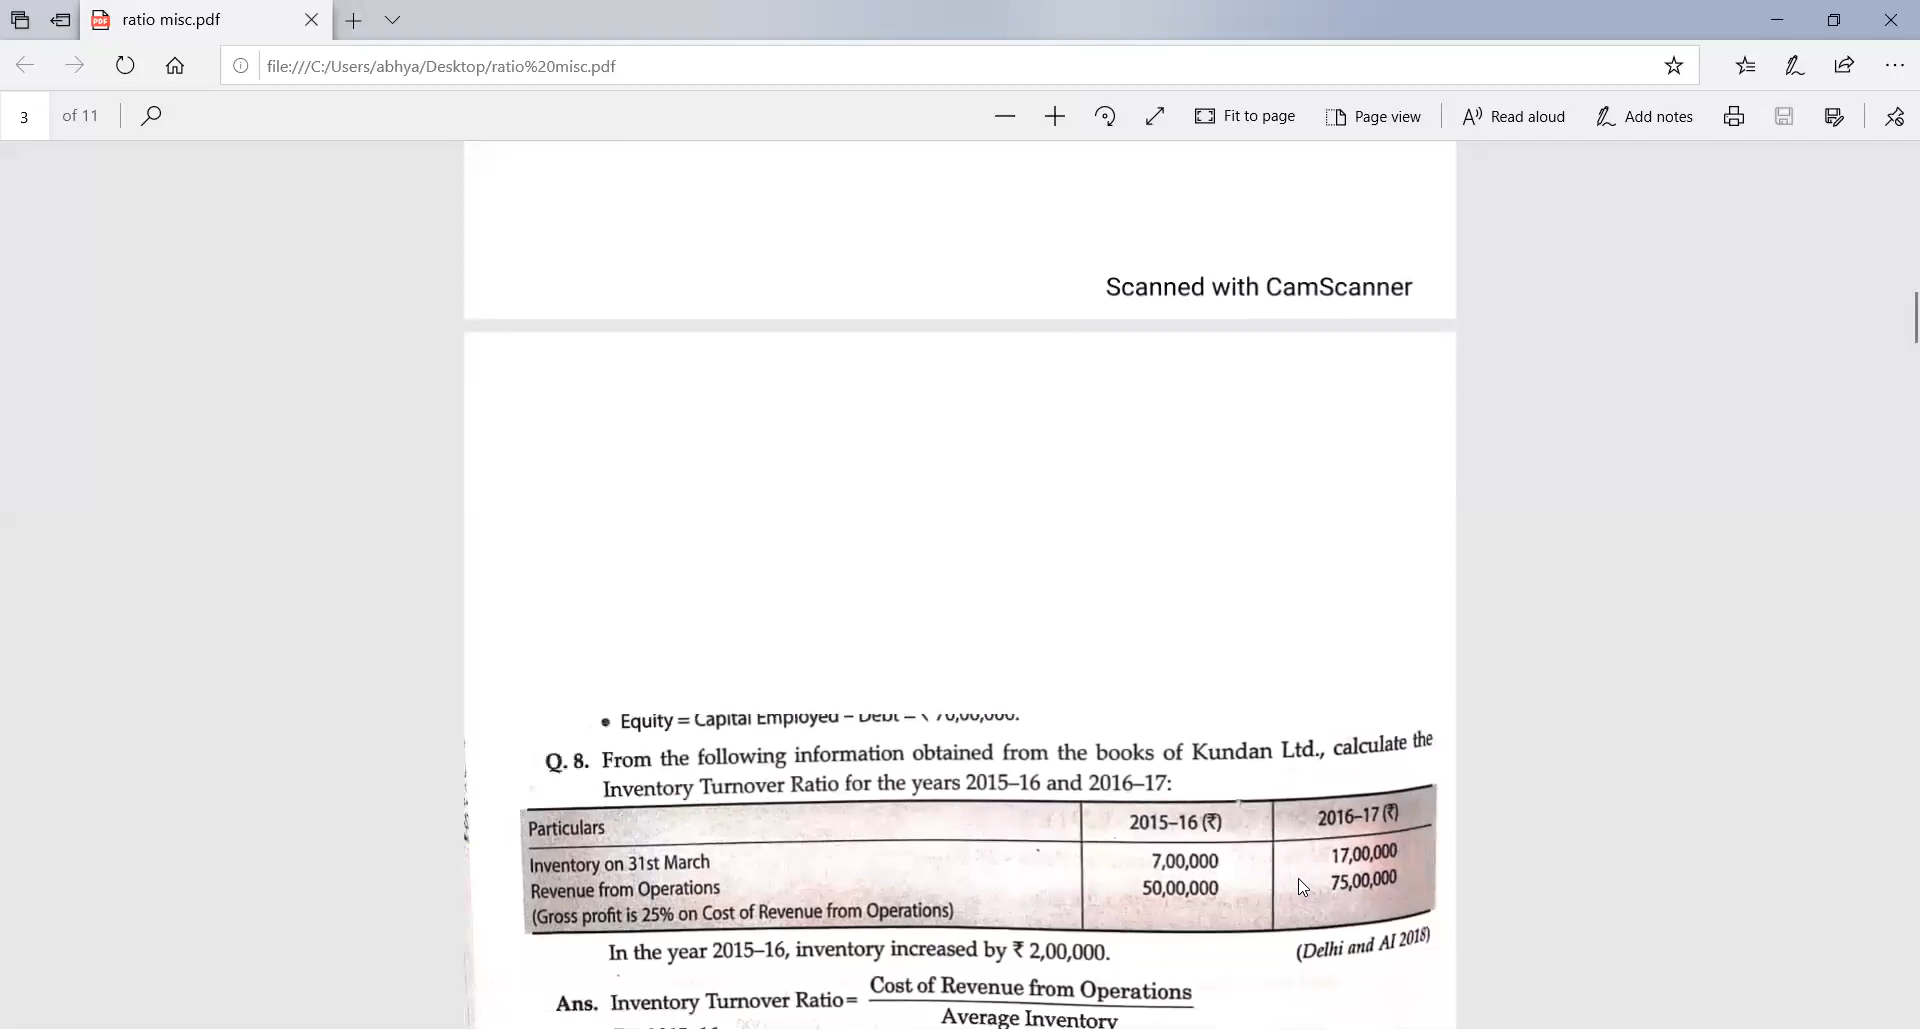 ratio misc.pdf
file:///C:/Users/abhya/Desktop/ratio%20misc.pdf
3 of 11
Fit to page
Page view
Read aloud
Add notes
Scanned with CamScanner
• Equity = Capital Employed – Debt = ₹ 70,00,000.
Q. 8. From the following information obtained from the books of Kundan Ltd., calculate the
Inventory Turnover Ratio for the years 2015–16 and 2016–17:
Particulars 2015–16 (₹) 2016–17 (₹)
Inventory on 31st March 7,00,000 17,00,000
Revenue from Operations 50,00,000 75,00,000
(Gross profit is 25% on Cost of Revenue from Operations)
In the year 2015–16, inventory increased by ₹ 2,00,000.
(Delhi and AI 2018)
Ans. Inventory Turnover Ratio = Cost of Revenue from Operations
Average Inventory